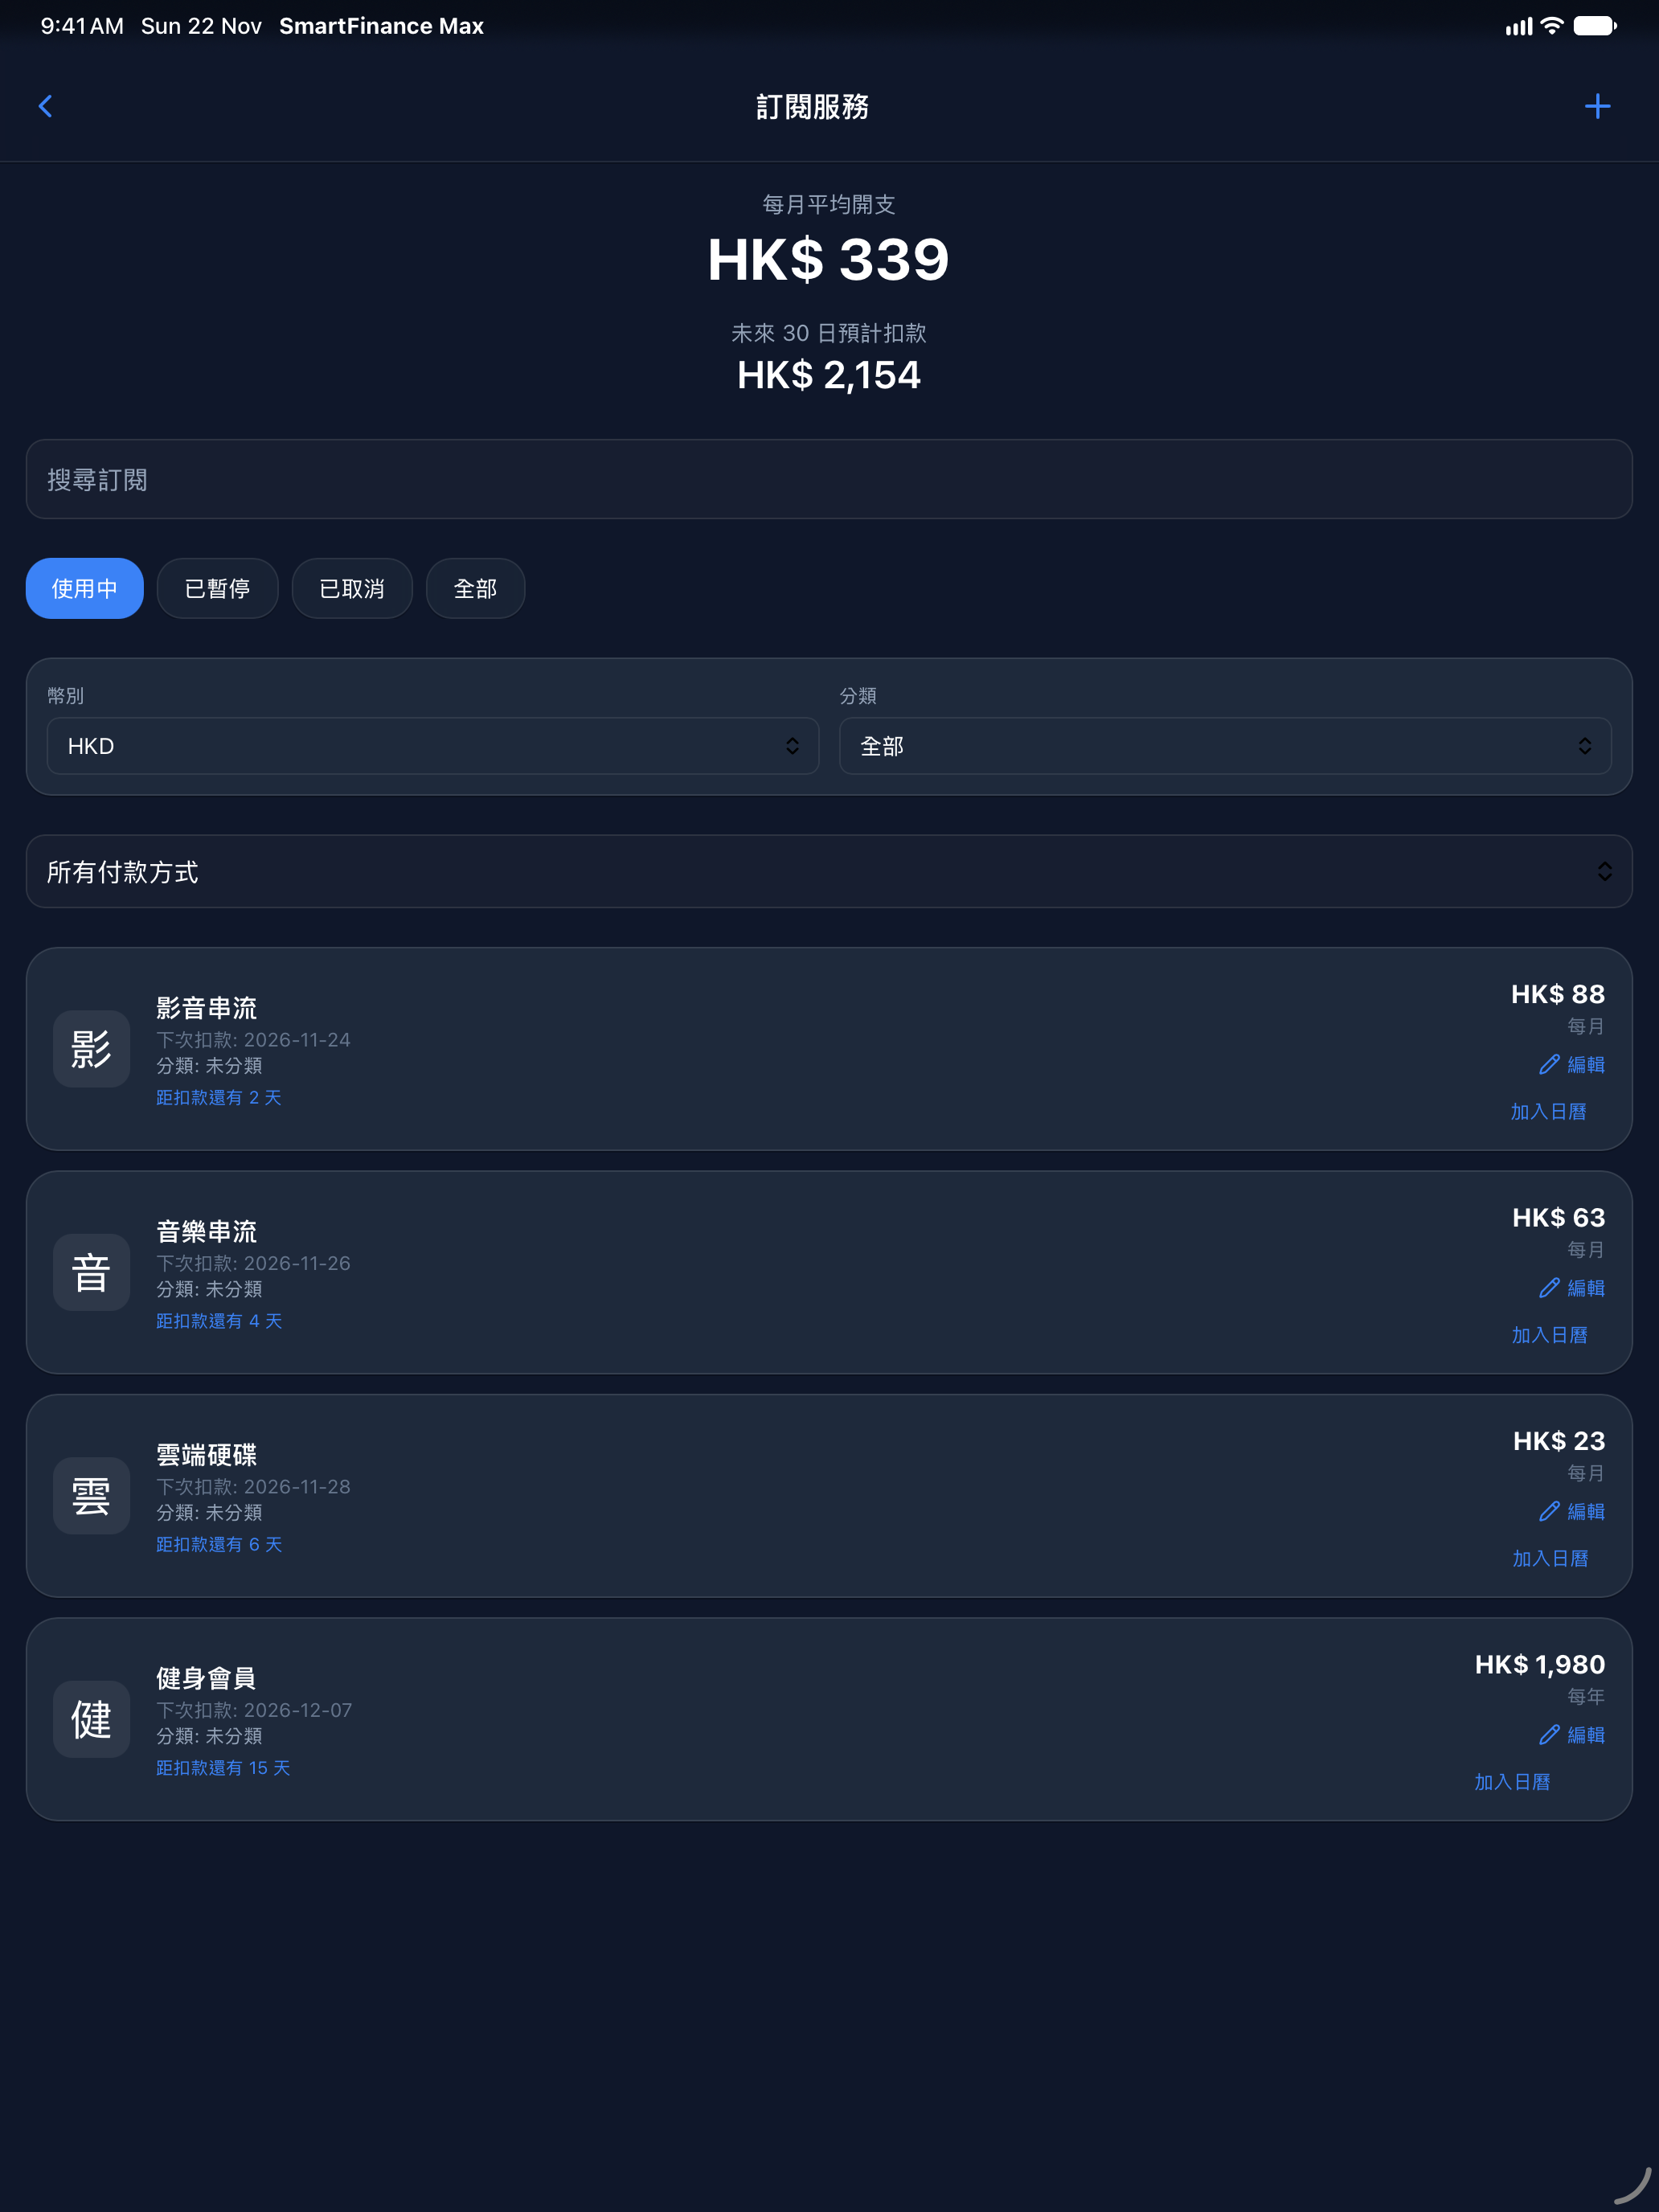 9:41 AM Sun 22 Nov SmartFinance Max
訂閱服務
每月平均開支
HK$ 339
未來 30 日預計扣款
HK$ 2,154
搜尋訂閱
使用中 已暫停 已取消 全部
幣別 分類
HKD 全部
所有付款方式
影
影音串流
下次扣款: 2026-11-24
分類: 未分類
距扣款還有 2 天
HK$ 88
每月
編輯
加入日曆
音
音樂串流
下次扣款: 2026-11-26
分類: 未分類
距扣款還有 4 天
HK$ 63
每月
編輯
加入日曆
雲
雲端硬碟
下次扣款: 2026-11-28
分類: 未分類
距扣款還有 6 天
HK$ 23
每月
編輯
加入日曆
健
健身會員
下次扣款: 2026-12-07
分類: 未分類
距扣款還有 15 天
HK$ 1,980
每年
編輯
加入日曆